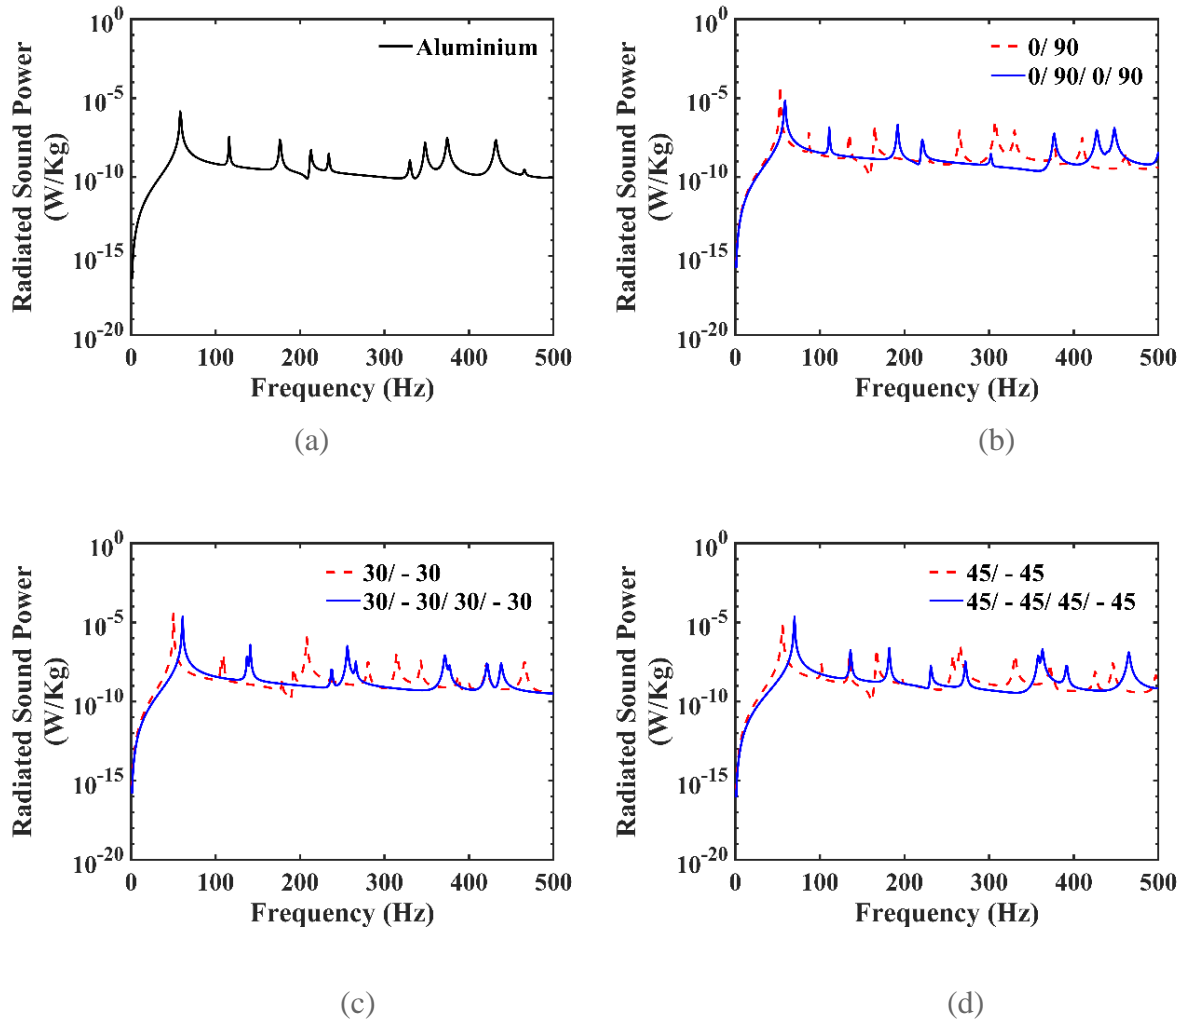 Radiated Sound Power
(W/Kg)
10^0
10^-5
10^-10
10^-15
10^-20
Aluminium
0 100 200 300 400 500
Frequency (Hz)
(a)
Radiated Sound Power
(W/Kg)
10^0
10^-5
10^-10
10^-15
10^-20
0/ 90
0/ 90/ 0/ 90
0 100 200 300 400 500
Frequency (Hz)
(b)
Radiated Sound Power
(W/Kg)
10^0
10^-5
10^-10
10^-15
10^-20
30/ - 30
30/ - 30/ 30/ - 30
0 100 200 300 400 500
Frequency (Hz)
(c)
Radiated Sound Power
(W/Kg)
10^0
10^-5
10^-10
10^-15
10^-20
45/ - 45
45/ - 45/ 45/ - 45
0 100 200 300 400 500
Frequency (Hz)
(d)